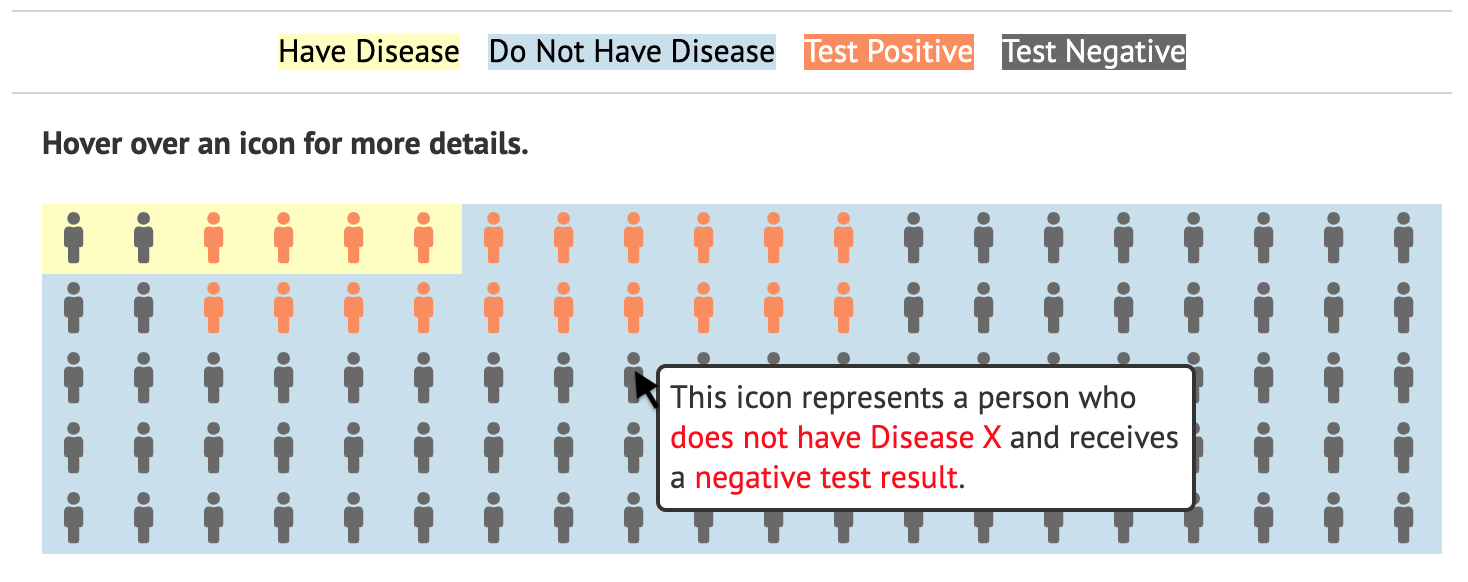 Have Disease Do Not Have Disease Test Positive Test Negative
Hover over an icon for more details.
This icon represents a person who
does not have Disease X and receives
a negative test result.